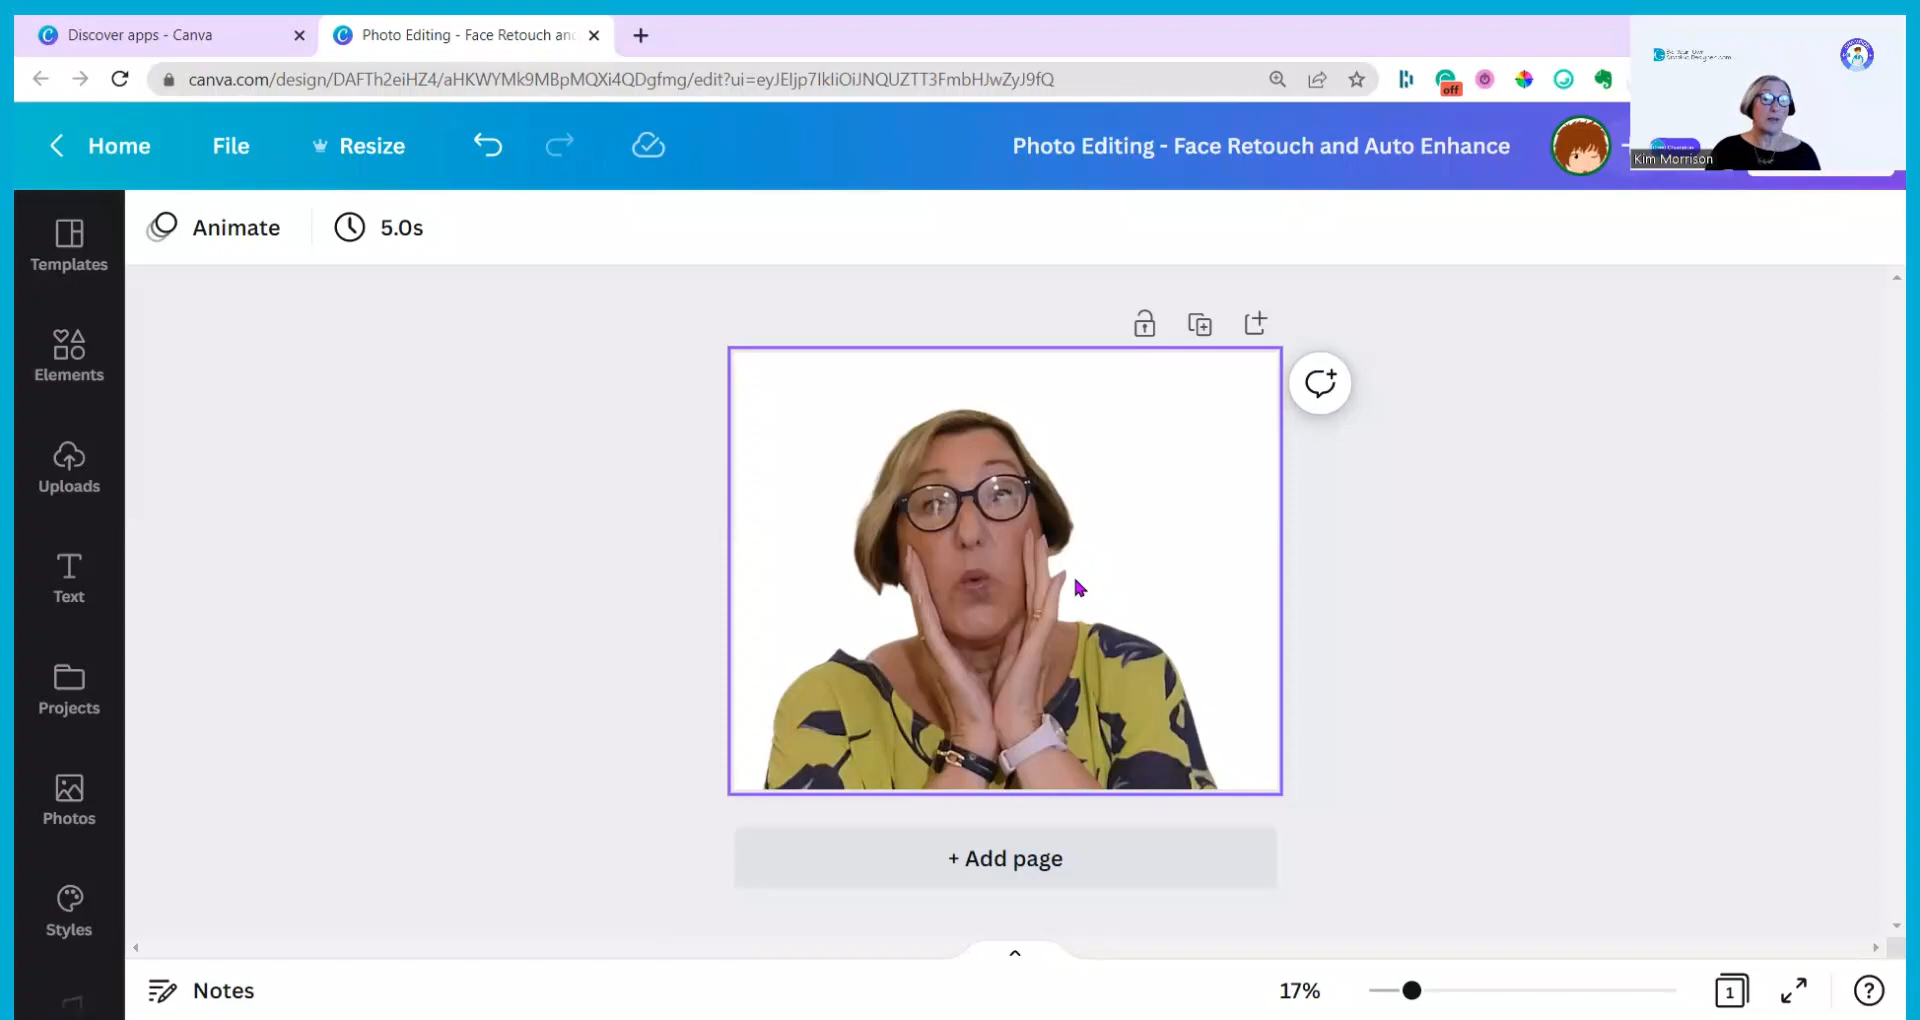 Discover apps - Canva
Photo Editing - Face Retouch and
canva.com/design/DAFTh2eiHZ4/aHKWYMk9MBpMQXi4QDgfmg/edit?ui=eyJEIjp7IkIiOiJNQUZTT3FmbHJwZyJ9fQ
off
Home
File
Resize
Photo Editing - Face Retouch and Auto Enhance
Kim Morrison
Animate
5.0s
Templates
Elements
Uploads
Text
Projects
Photos
Styles
+ Add page
Notes
17%
1
?